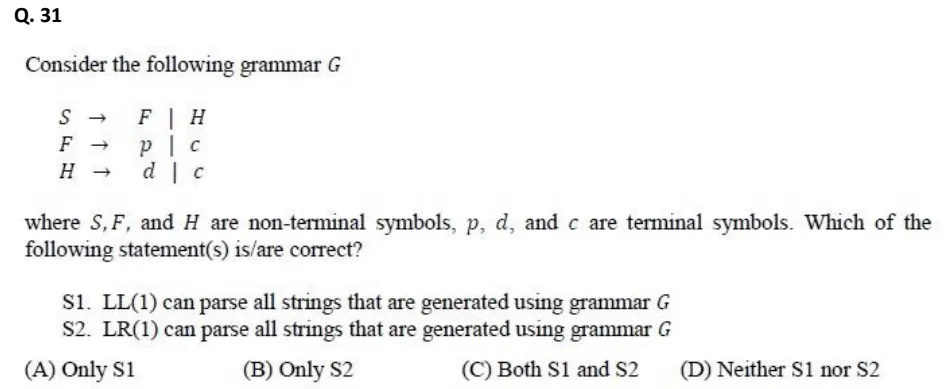 Q. 31
Consider the following grammar G
S → F | H
F → p | c
H → d | c
where S, F, and H are non-terminal symbols, p, d, and c are terminal symbols. Which of the
following statement(s) is/are correct?
S1. LL(1) can parse all strings that are generated using grammar G
S2. LR(1) can parse all strings that are generated using grammar G
(A) Only S1 (B) Only S2 (C) Both S1 and S2 (D) Neither S1 nor S2